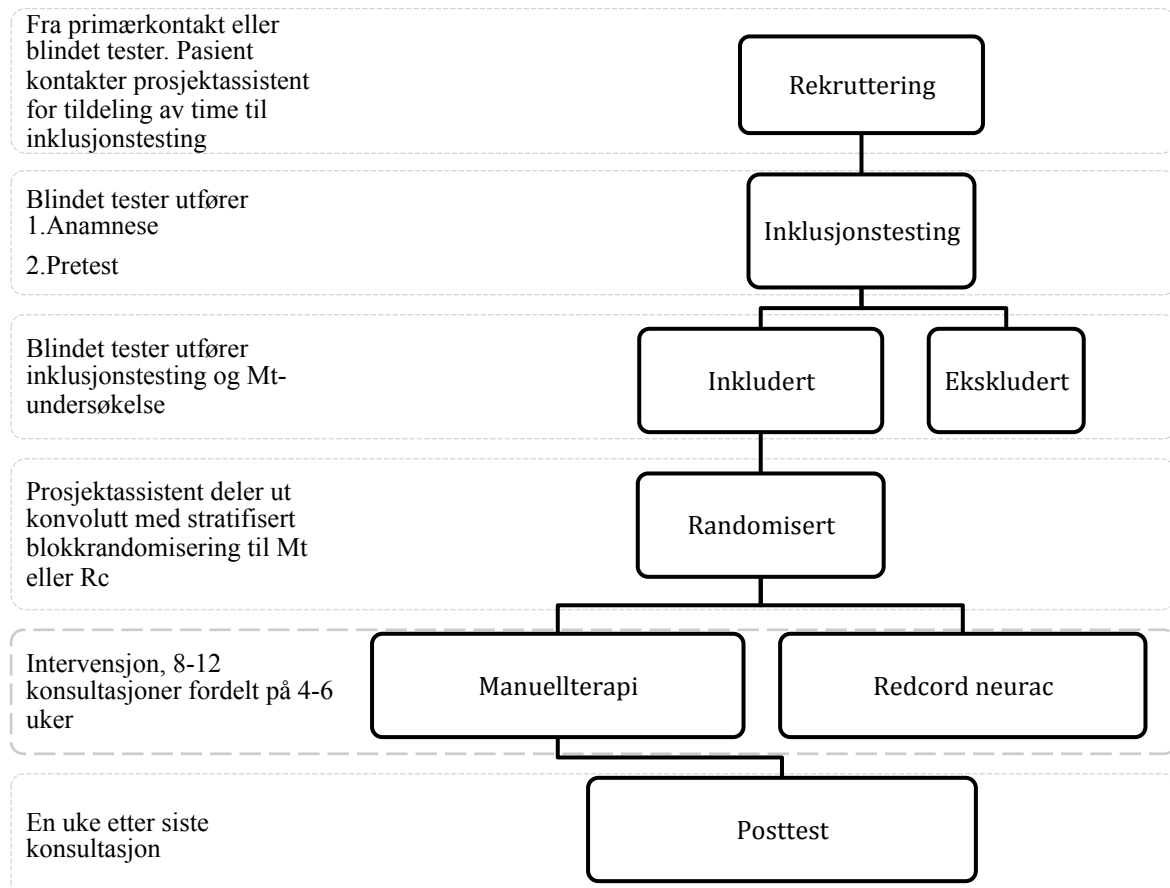 Fra primærkontakt eller
blindet tester. Pasient
kontakter prosjektassistent
for tildeling av time til
inklusjonstesting
Rekruttering
Blindet tester utfører
1.Anamnese
2.Pretest
Inklusjonstesting
Blindet tester utfører
inklusjonstesting og Mt-
undersøkelse
Inkludert
Ekskludert
Prosjektassistent deler ut
konvolutt med stratifisert
blokkrandomisering til Mt
eller Rc
Randomisert
Intervensjon, 8-12
konsultasjoner fordelt på 4-6
uker
Manuellterapi
Redcord neurac
En uke etter siste
konsultasjon
Posttest